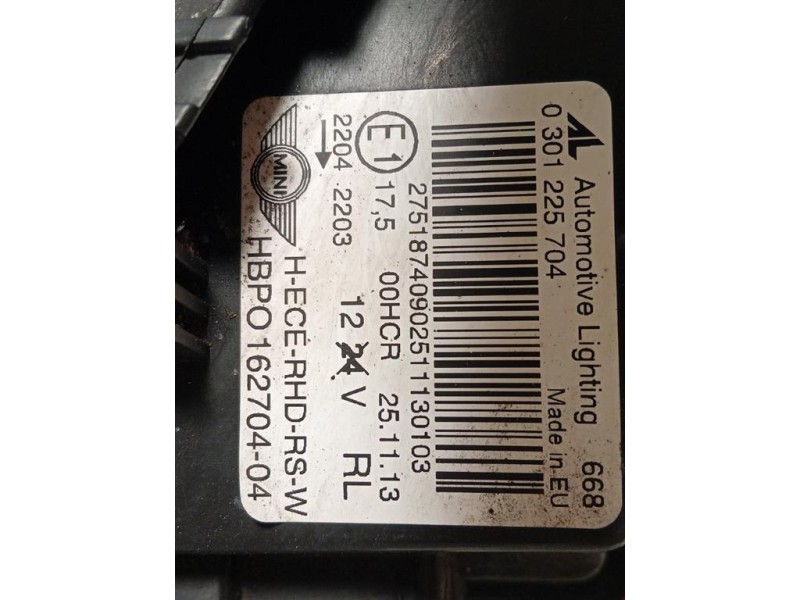 AL Automotive Lighting 668
0 301 225 704 Made in EU
27518740902511130103
E1 17,5 00HCR 25.11.13
2204 2203 12 24 V RL
MINI H-ECE-RHD-RS-W
HBPO162704-04